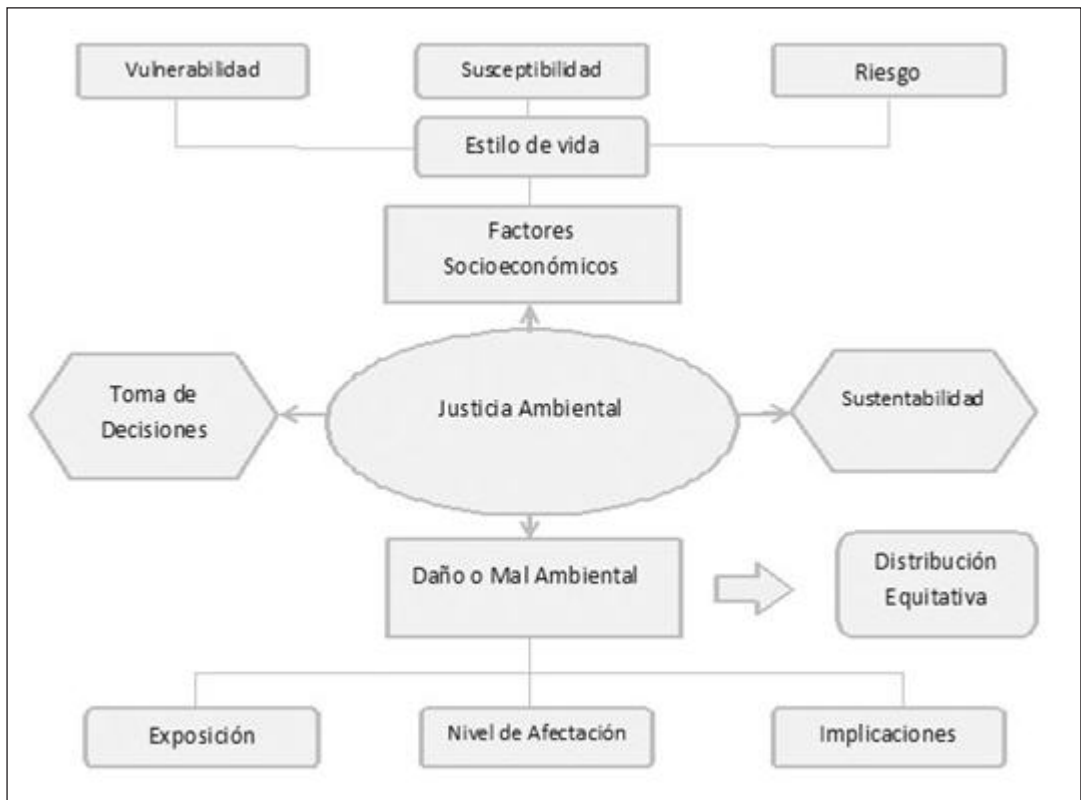 Vulnerabilidad
Susceptibilidad
Riesgo
Estilo de vida
Factores
Socioeconómicos
Toma de
Decisiones
Justicia Ambiental
Sustentabilidad
Daño o Mal Ambiental
Distribución
Equitativa
Exposición
Nivel de Afectación
Implicaciones